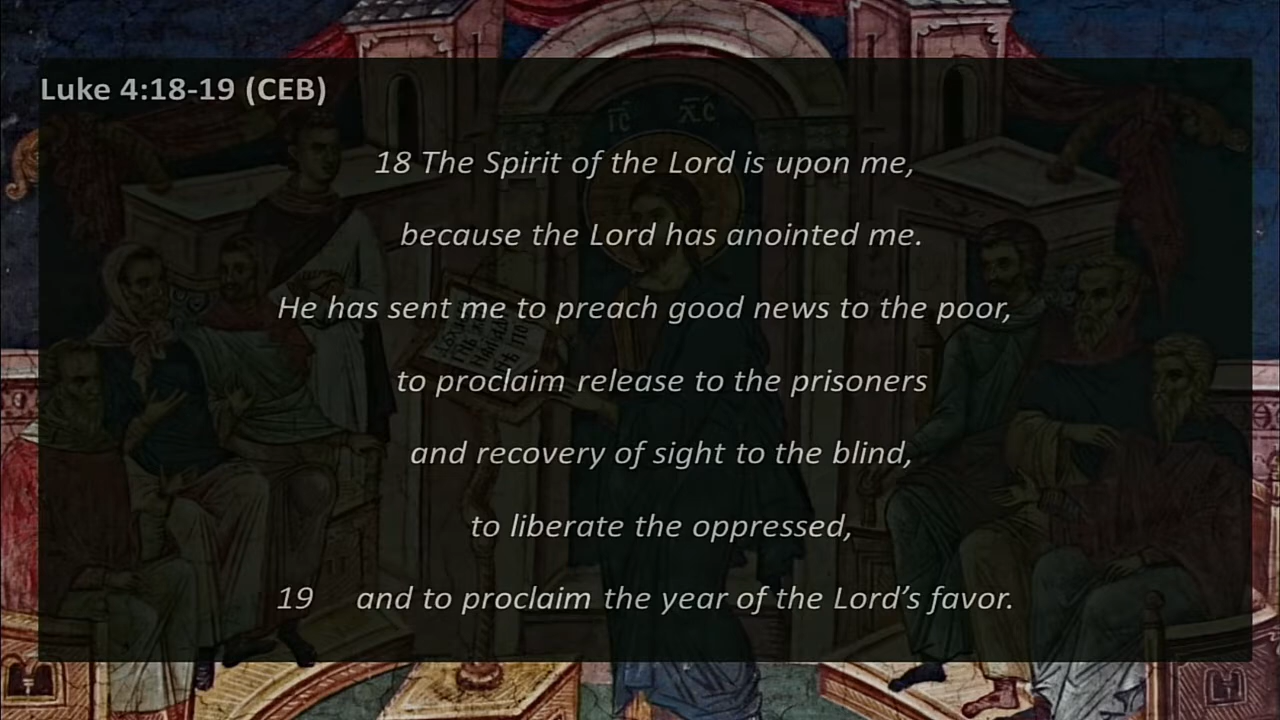 Luke 4:18-19 (CEB)
IC XC
18 The Spirit of the Lord is upon me,
because the Lord has anointed me.
He has sent me to preach good news to the poor,
to proclaim release to the prisoners
and recovery of sight to the blind,
to liberate the oppressed,
19 and to proclaim the year of the Lord’s favor.